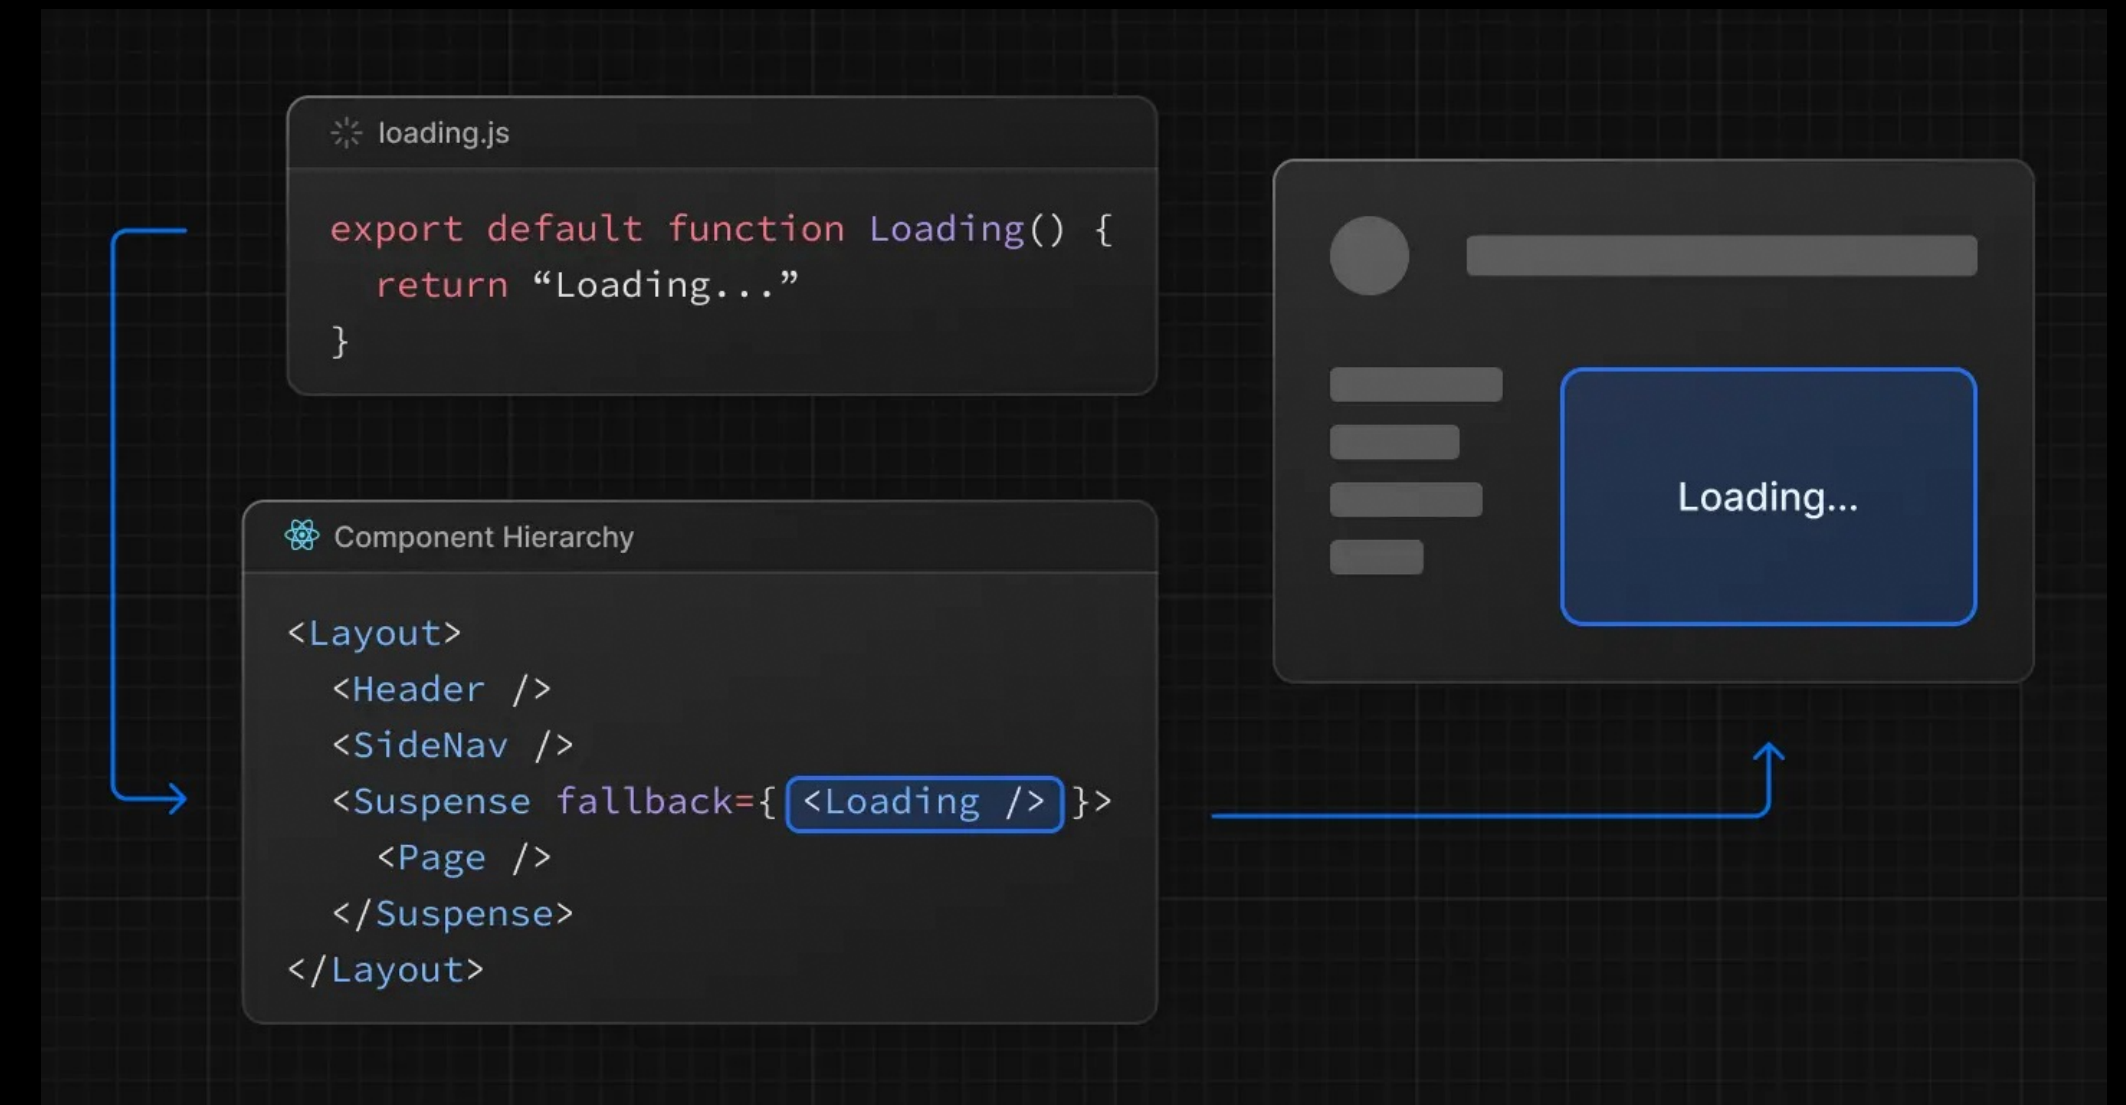 loading.js
export default function Loading() {
  return “Loading...”
}
Component Hierarchy
<Layout>
  <Header />
  <SideNav />
  <Suspense fallback={ <Loading /> }>
    <Page />
  </Suspense>
</Layout>
Loading...